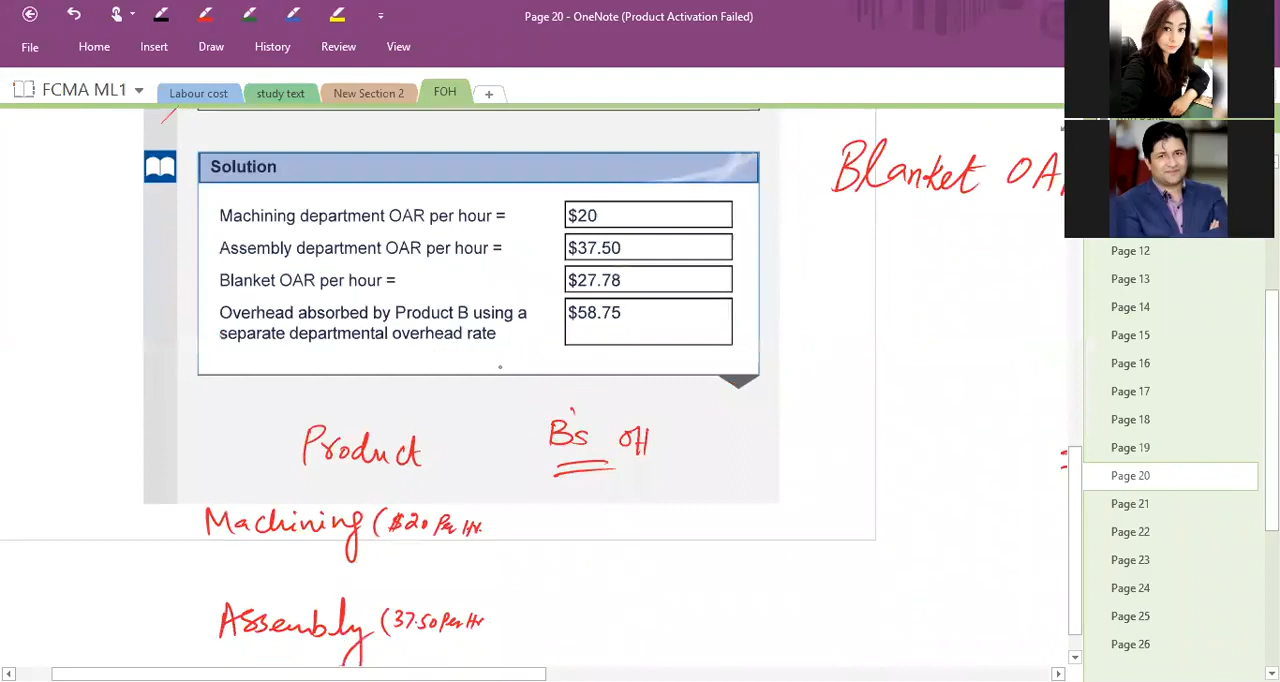 Page 20 - OneNote (Product Activation Failed)
File Home Insert Draw History Review View
FCMA ML1 Labour cost study text New Section 2 FOH +
Solution
Machining department OAR per hour = $20
Assembly department OAR per hour = $37.50
Blanket OAR per hour = $27.78
Overhead absorbed by Product B using a $58.75
separate departmental overhead rate
Blanket OA
Product B's OH
Machining ($20 Per Hr.
Assembly (37.50 Per Hr
Page 12
Page 13
Page 14
Page 15
Page 16
Page 17
Page 18
Page 19
Page 20
Page 21
Page 22
Page 23
Page 24
Page 25
Page 26